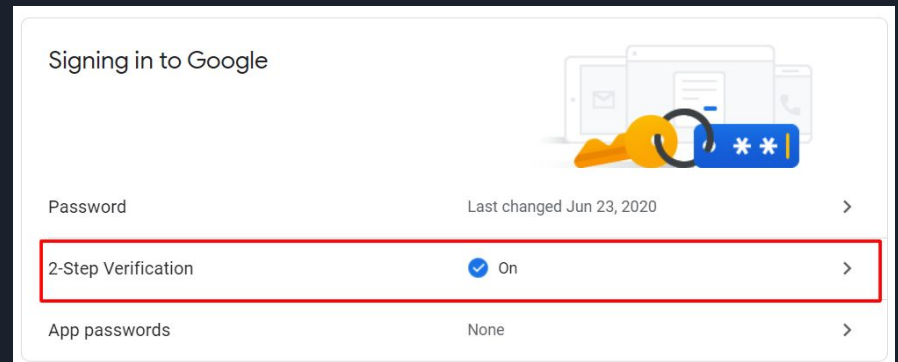 Signing in to Google
**
Password Last changed Jun 23, 2020
2-Step Verification On
App passwords None